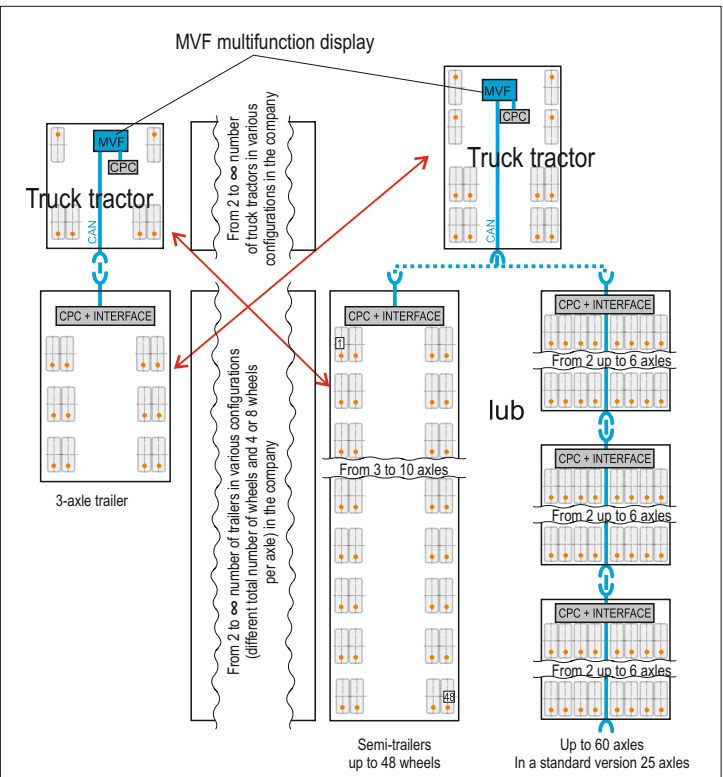 MVF multifunction display
MVF
CPC
Truck tractor
CAN
CPC + INTERFACE
3-axle trailer
From 2 to ∞ number
of truck tractors in various
configurations in the company
From 2 to ∞ number of trailers in various configurations
(different total number of wheels and 4 or 8 wheels
per axle) in the company
MVF
CPC
Truck tractor
CAN
CPC + INTERFACE
1
From 3 to 10 axles
48
Semi-trailers
up to 48 wheels
lub
CPC + INTERFACE
From 2 up to 6 axles
CPC + INTERFACE
From 2 up to 6 axles
CPC + INTERFACE
From 2 up to 6 axles
Up to 60 axles
In a standard version 25 axles